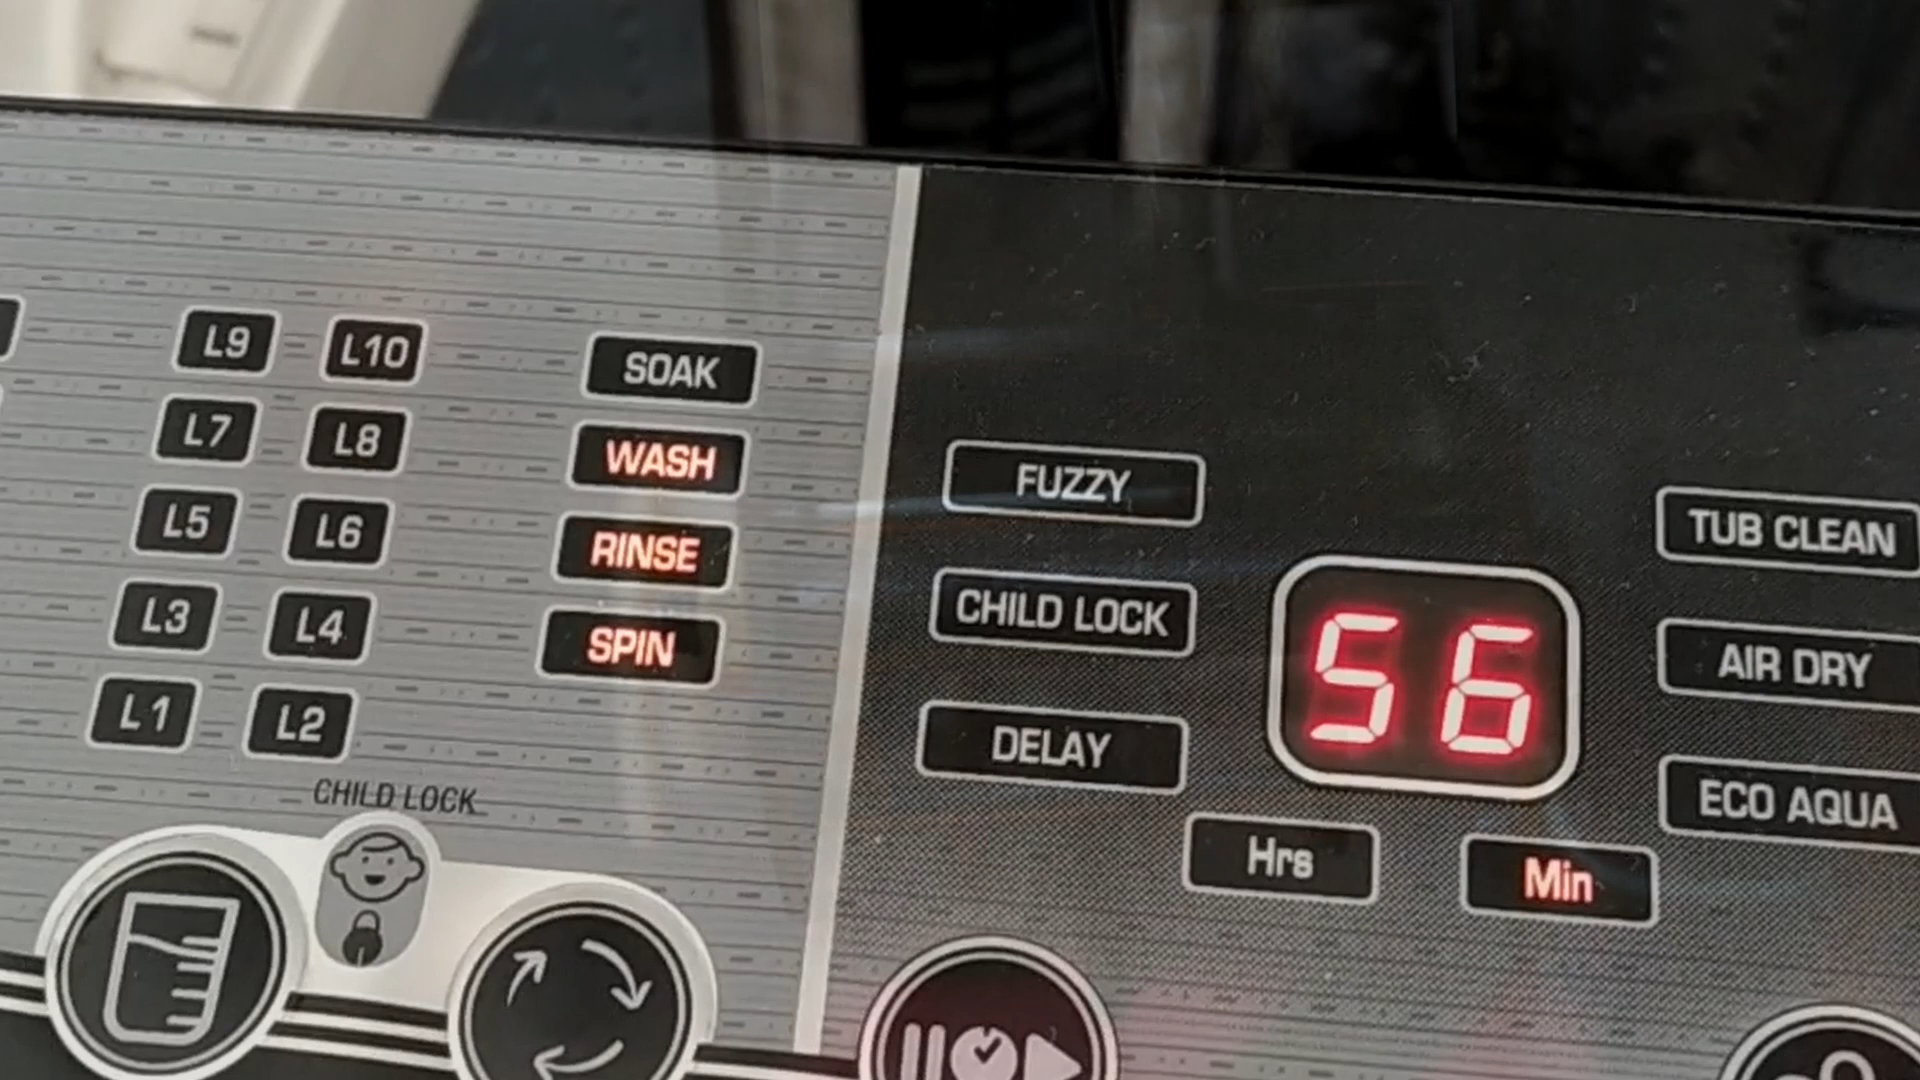 L9 L10 SOAK
L7 L8 WASH
L5 L6 RINSE
L3 L4 SPIN
L1 L2
CHILD LOCK
FUZZY
CHILD LOCK
DELAY
56
Hrs Min
TUB CLEAN
AIR DRY
ECO AQUA